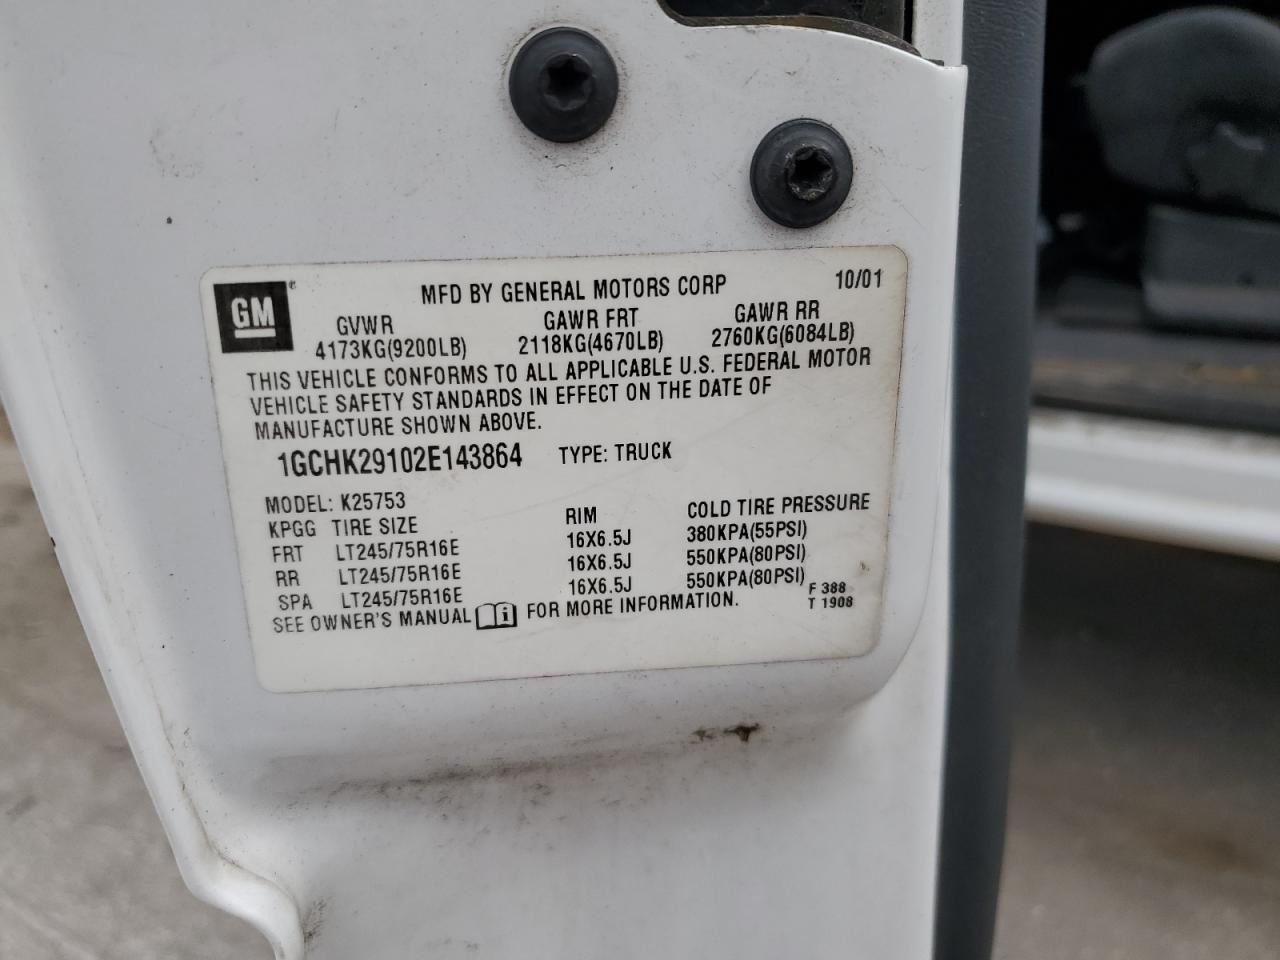 GM
®
MFD BY GENERAL MOTORS CORP 10/01
GVWR GAWR FRT GAWR RR
4173KG(9200LB) 2118KG(4670LB) 2760KG(6084LB)
THIS VEHICLE CONFORMS TO ALL APPLICABLE U.S. FEDERAL MOTOR
VEHICLE SAFETY STANDARDS IN EFFECT ON THE DATE OF
MANUFACTURE SHOWN ABOVE.
1GCHK29102E143864 TYPE: TRUCK
MODEL: K25753
KPGG TIRE SIZE RIM COLD TIRE PRESSURE
FRT LT245/75R16E 16X6.5J 380KPA(55PSI)
RR LT245/75R16E 16X6.5J 550KPA(80PSI)
SPA LT245/75R16E 16X6.5J 550KPA(80PSI)
SEE OWNER'S MANUAL i FOR MORE INFORMATION.
F 388
T 1908